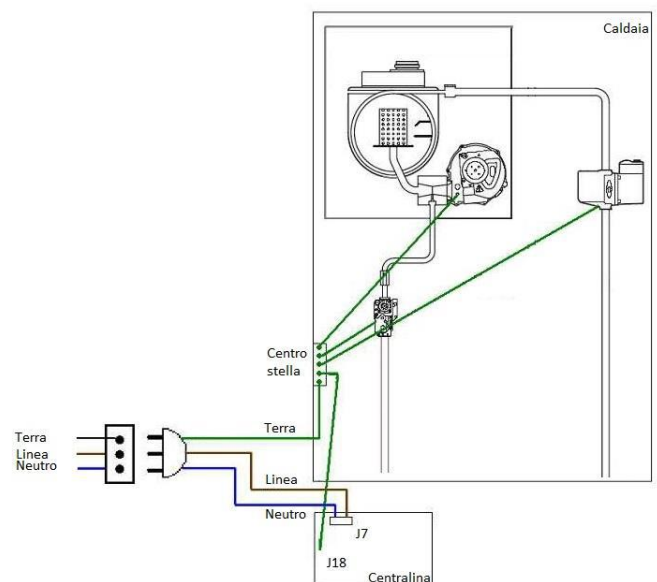 Caldaia
Centro
stella
Terra
Terra
Linea
Neutro
Linea
Neutro
J7
J18
Centralina